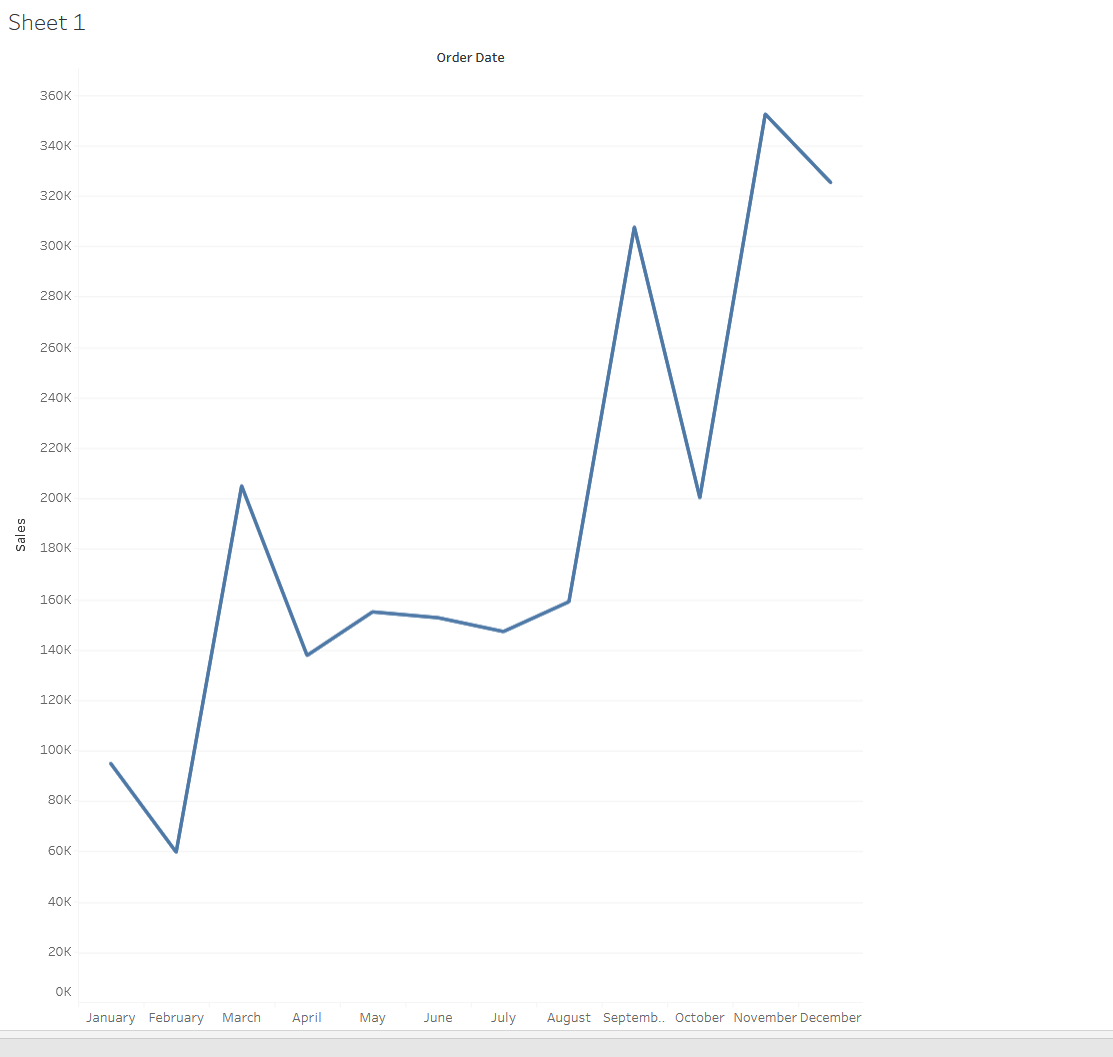 Sheet 1
Order Date
360K
340K
320K
300K
280K
260K
240K
220K
200K
180K
160K
140K
120K
100K
80K
60K
40K
20K
0K
Sales
January February March April May June July August Septemb.. October November December